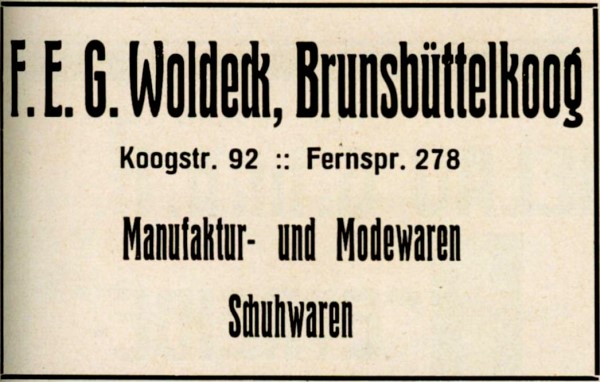 F. E. G. Woldeck, Brunsbüttelkoog
Koogstr. 92 :: Fernspr. 278
Manufaktur- und Modewaren
Schuhwaren